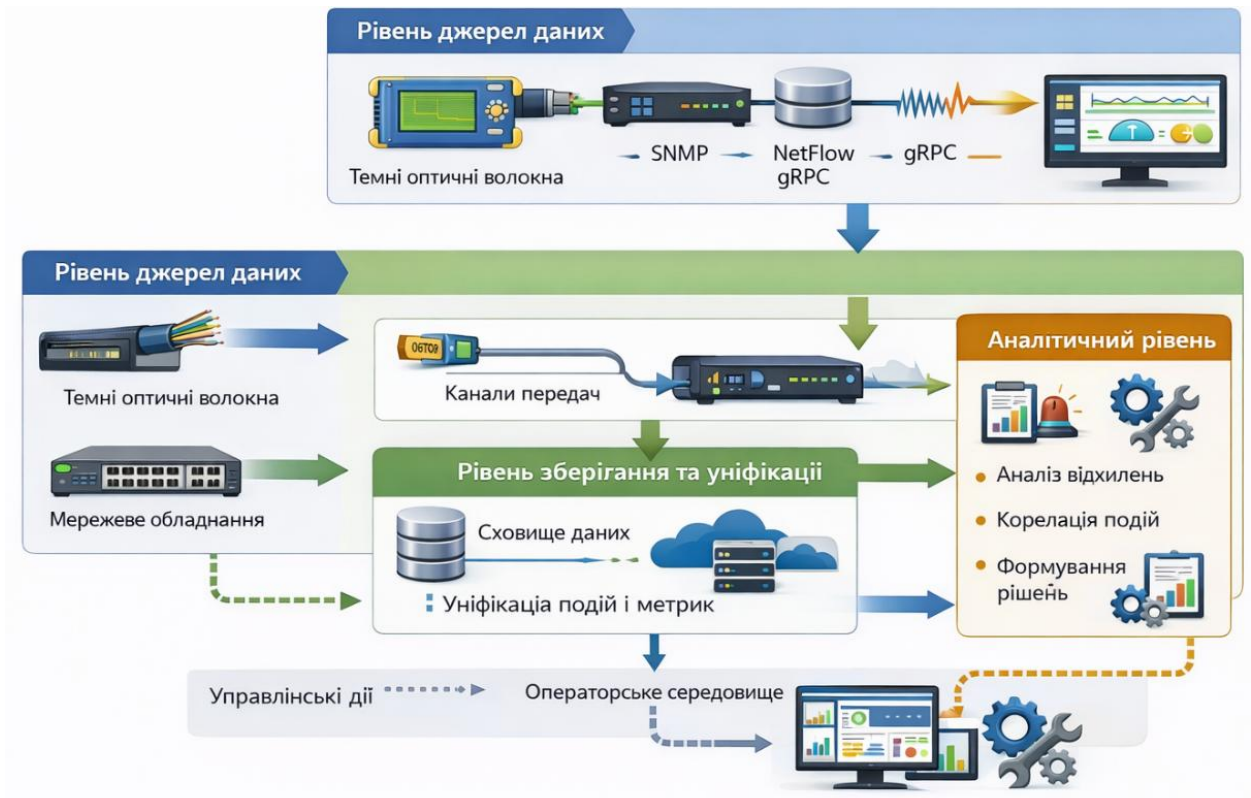 Рівень джерел даних
Темні оптичні волокна
SNMP
NetFlow
gRPC
gRPC
Рівень джерел даних
Темні оптичні волокна
Канали передач
Мережеве обладнання
Рівень зберігання та уніфікації
Сховище даних
Уніфікаціа подій і метрик
Аналітичний рівень
Аналіз відхилень
Корелація подій
Формування
рішень
Управлінські дії
Операторське середовище